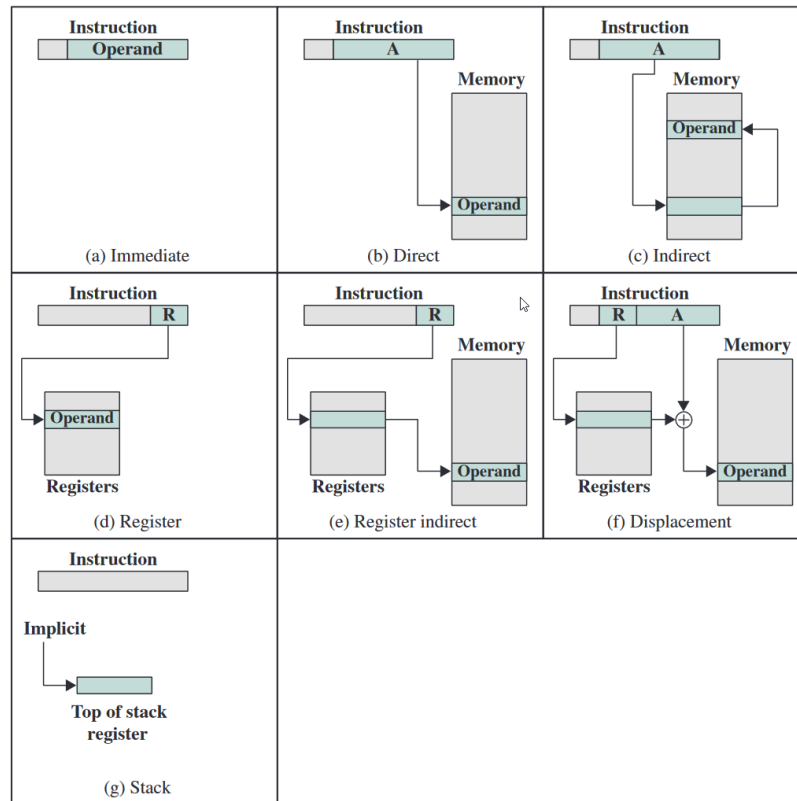 Instruction
Operand
(a) Immediate
Instruction
A
Memory
Operand
(b) Direct
Instruction
A
Memory
Operand
(c) Indirect
Instruction
R
Operand
Registers
(d) Register
Instruction
R
Memory
Operand
Registers
(e) Register indirect
Instruction
R A
Memory
Operand
Registers
(f) Displacement
Instruction
Implicit
Top of stack
register
(g) Stack